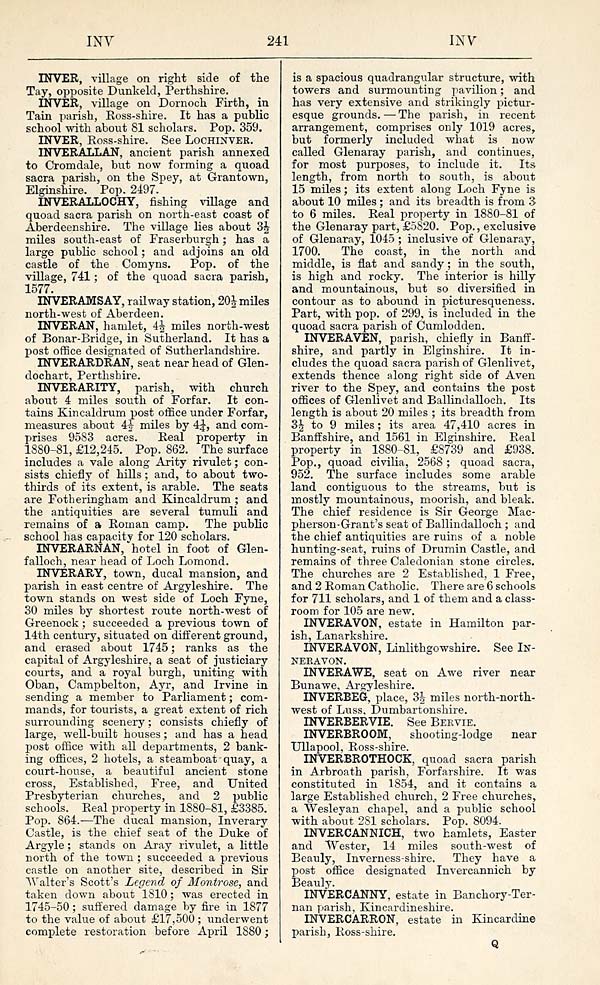 INV 241 INV
INVER, village on right side of the
Tay, opposite Dunkeld, Perthshire.
INVER, village on Dornoch Firth, in
Tain parish, Ross-shire. It has a public
school with about 81 scholars. Pop. 359.
INVER, Ross-shire. See LOCHINVER.
INVERALLAN, ancient parish annexed
to Cromdale, but now forming a quoad
sacra parish, on the Spey, at Grantown,
Elginshire. Pop. 2497.
INVERALLOCHY, fishing village and
quoad sacra parish on north-east coast of
Aberdeenshire. The village lies about 3½
miles south-east of Fraserburgh; has a
large public school; and adjoins an old
castle of the Comyns. Pop. of the
village, 741; of the quoad sacra parish,
1577.
INVERAMSAY, railway station, 20½ miles
north-west of Aberdeen.
INVERAN, hamlet, 4½ miles north-west
of Bonar-Bridge, in Sutherland. It has a
post office designated of Sutherlandshire.
INVERARDRAN, seat near head of Glen-
dochart, Perthshire.
INVERARITY, parish, with church
about 4 miles south of Forfar. It con-
tains Kincaldrum post office under Forfar,
measures about 4½ miles by 4¼, and com-
prises 9583 acres. Real property in
1880-81, £12,245. Pop. 862. The surface
includes a vale along Arity rivulet; con-
sists chiefly of hills; and, to about two-
thirds of its extent, is arable. The seats
are Fotheringham and Kincaldrum; and
the antiquities are several tumuli and
remains of a Roman camp. The public
school has capacity for 120 scholars.
INVERARNAN, hotel in foot of Glen-
falloch, near head of Loch Lomond.
INVERARY, town, ducal mansion, and
parish in east centre of Argyleshire. The
town stands on west side of Loch Fyne,
30 miles by shortest route north-west of
Greenock; succeeded a previous town of
14th century, situated on different ground,
and erased about 1745; ranks as the
capital of Argyleshire, a seat of justiciary
courts, and a royal burgh, uniting with
Oban, Campbelton, Ayr, and Irvine in
sending a member to Parliament; com-
mands, for tourists, a great extent of rich
surrounding scenery; consists chiefly of
large, well-built houses; and has a head
post office with all departments, 2 bank-
ing offices, 2 hotels, a steamboat-quay, a
court-house, a beautiful ancient stone
cross, Established, Free, and United
Presbyterian churches, and 2 public
schools. Real property in 1880-81, £3385.
Pop. 864.—The ducal mansion, Inverary
Castle, is the chief seat of the Duke of
Argyle; stands on Aray rivulet, a little
north of the town; succeeded a previous
castle on another site, described in Sir
Walter's Scott's Legend of Montrose, and
taken down about 1810; was erected in
1745-50; suffered damage by fire in 1877
to the value of about £17,500; underwent
complete restoration before April 1880;
is a spacious quadrangular structure, with
towers and surmounting pavilion; and
has very extensive and strikingly pictur-
esque grounds.—The parish, in recent
arrangement, comprises only 1019 acres,
but formerly included what is now
called Glenaray parish, and continues,
for most purposes, to include it. Its
length, from north to south, is about
15 miles; its extent along Loch Fyne is
about 10 miles; and its breadth is from 3
to 6 miles. Real property in 1880-81 of
the Glenaray part, £5820. Pop., exclusive
of Glenaray, 1045; inclusive of Glenaray,
1700. The coast, in the north and
middle, is flat and sandy; in the south,
is high and rocky. The interior is hilly
and mountainous, but so diversified in
contour as to abound in picturesqueness.
Part, with pop. of 299, is included in the
quoad sacra parish of Cumlodden.
INVERAVEN, parish, chiefly in Banff-
shire, and partly in Elginshire. It in-
cludes the quoad sacra parish of Glenlivet,
extends thence along right side of Aven
river to the Spey, and contains the post
offices of Glenlivet and Ballindalloch. Its
length is about 20 miles; its breadth from
3½ to 9 miles; its area 47,410 acres in
Banffshire, and 1561 in Elginshire. Real
property in 1880-81, £8739 and £938.
Pop., quoad civilia, 2568; quoad sacra,
952. The surface includes some arable
land contiguous to the streams, but is
mostly mountainous, moorish, and bleak.
The chief residence is Sir George Mac-
pherson-Grant's seat of Ballindalloch; and
the chief antiquities are ruins of a noble
hunting-seat, ruins of Drumin Castle, and
remains of three Caledonian stone circles.
The churches are 2 Established, 1 Free,
and 2 Roman Catholic. There are 6 schools
for 711 scholars, and 1 of them and a class-
room for 105 are new.
INVERAVON, estate in Hamilton par-
ish, Lanarkshire.
INVERAVON, Linlithgowshire. See IN-
NERAVON.
INVERAWE, seat on Awe river near
Bunawe, Argyleshire.
INVERBEG, place, 3½ miles north-north-
west of Luss, Dumbartonshire.
INVERBERVIE. See BERVIE.
INVERBROOM, shooting-lodge near
Ullapool, Ross-shire.
INVERBROTHOCK, quoad sacra parish
in Arbroath parish, Forfarshire. It was
constituted in 1854, and it contains a
large Established church, 2 Free churches,
a Wesleyan chapel, and a public school
with about 281 scholars. Pop. 8094.
INVERCANNICH, two hamlets, Easter
and Wester, 14 miles south-west of
Beauly, Inverness-shire. They have a
post office designated Invercannich by
Beauly.
INVERCANNY, estate in Banchory-Ter-
nan parish, Kincardineshire.
INVERCARRON, estate in Kincardine
parish, Ross-shire.
Q